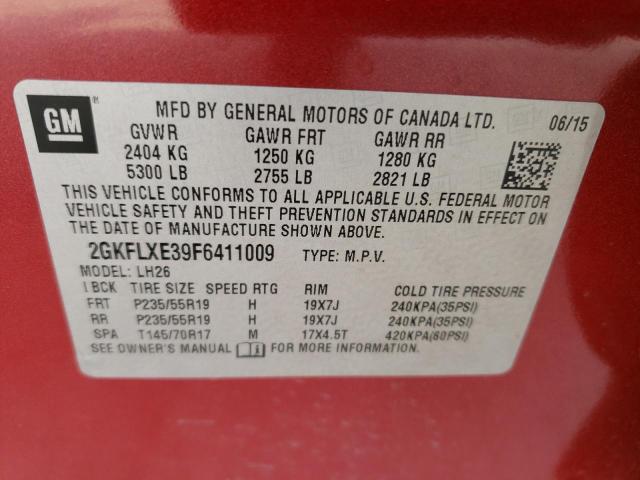 GM
MFD BY GENERAL MOTORS OF CANADA LTD. 06/15
GVWR GAWR FRT GAWR RR
2404 KG 1250 KG 1280 KG
5300 LB 2755 LB 2821 LB
THIS VEHICLE CONFORMS TO ALL APPLICABLE U.S. FEDERAL MOTOR
VEHICLE SAFETY AND THEFT PREVENTION STANDARDS IN EFFECT ON
THE DATE OF MANUFACTURE SHOWN ABOVE.
2GKFLXE39F6411009 TYPE: M.P.V.
MODEL: LH26
I BCK TIRE SIZE SPEED RTG RIM COLD TIRE PRESSURE
FRT P235/55R19 H 19X7J 240KPA(35PSI)
RR P235/55R19 H 19X7J 240KPA(35PSI)
SPA T145/70R17 M 17X4.5T 420KPA(60PSI)
SEE OWNER'S MANUAL FOR MORE INFORMATION.